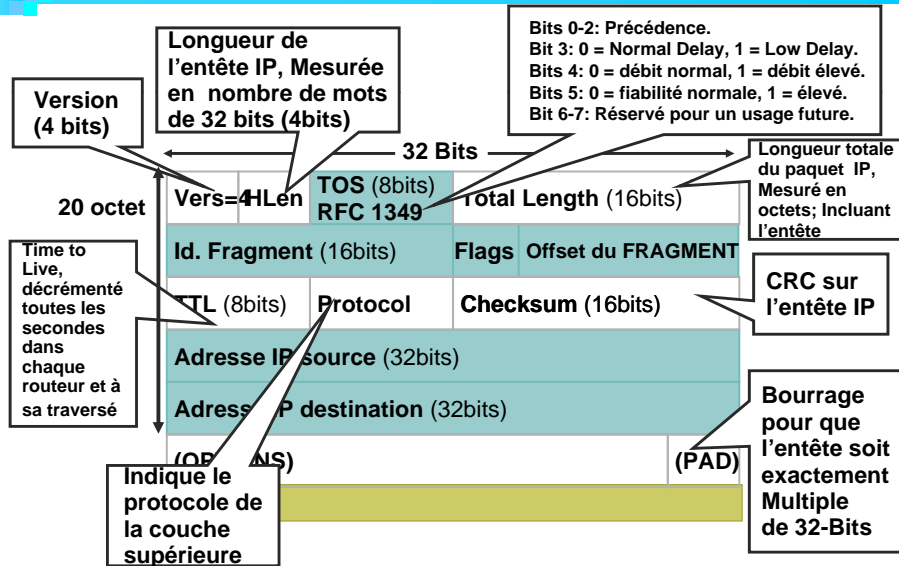 Bits 0-2: Précédence.
Bit 3: 0 = Normal Delay, 1 = Low Delay.
Bits 4: 0 = débit normal, 1 = débit élevé.
Bits 5: 0 = fiabilité normale, 1 = élevé.
Bit 6-7: Réservé pour un usage future.
Longueur de
l'entête IP, Mesurée
en nombre de mots
de 32 bits (4bits)
Version
(4 bits)
32 Bits
Longueur totale
du paquet IP,
Mesuré en
octets; Incluant
l'entête
20 octet
Vers=4
HLen
TOS (8bits)
RFC 1349
Total Length (16bits)
Id. Fragment (16bits)
Flags
Offset du FRAGMENT
Time to
Live,
décrémenté
toutes les
secondes
dans
chaque
routeur et à
sa traversé
TTL (8bits)
Protocol
Checksum (16bits)
CRC sur
l'entête IP
Adresse IP source (32bits)
Adresse IP destination (32bits)
Bourrage
pour que
l'entête soit
exactement
Multiple
de 32-Bits
(PAD)
Indique le
protocole de
la couche
supérieure